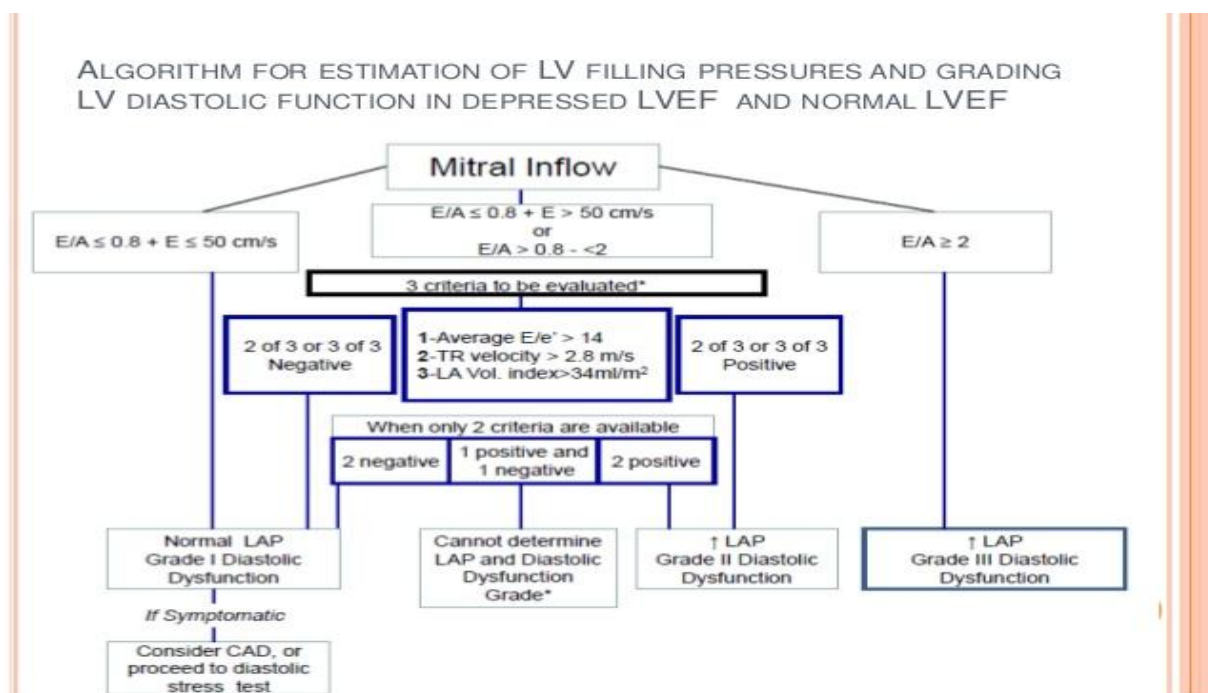 ALGORITHM FOR ESTIMATION OF LV FILLING PRESSURES AND GRADING
LV DIASTOLIC FUNCTION IN DEPRESSED LVEF AND NORMAL LVEF
Mitral Inflow
E/A ≤ 0.8 + E ≤ 50 cm/s
E/A ≤ 0.8 + E > 50 cm/s
or
E/A > 0.8 - <2
E/A ≥ 2
3 criteria to be evaluated*
2 of 3 or 3 of 3
Negative
1-Average E/e' > 14
2-TR velocity > 2.8 m/s
3-LA Vol. index>34ml/m²
2 of 3 or 3 of 3
Positive
When only 2 criteria are available
2 negative
1 positive and
1 negative
2 positive
Normal LAP
Grade I Diastolic
Dysfunction
Cannot determine
LAP and Diastolic
Dysfunction
Grade*
↑ LAP
Grade II Diastolic
Dysfunction
↑ LAP
Grade III Diastolic
Dysfunction
If Symptomatic
Consider CAD, or
proceed to diastolic
stress test